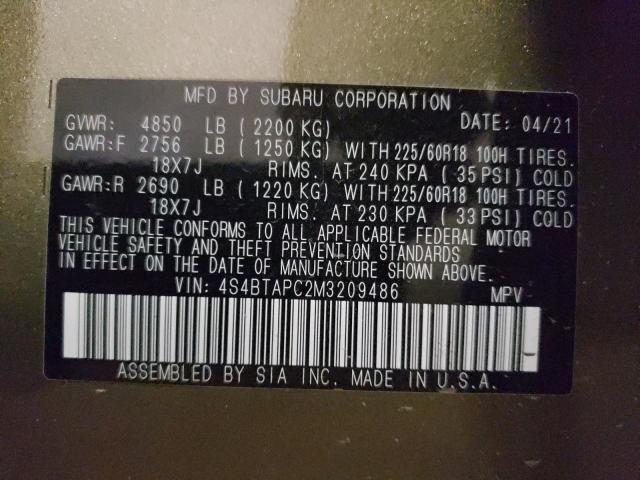 MFD BY SUBARU CORPORATION
GVWR: 4850 LB ( 2200 KG) DATE: 04/21
GAWR:F 2756 LB ( 1250 KG) WITH 225/60R18 100H TIRES.
18X7J RIMS. AT 240 KPA ( 35 PSI) COLD
GAWR:R 2690 LB ( 1220 KG) WITH 225/60R18 100H TIRES.
18X7J RIMS. AT 230 KPA ( 33 PSI) COLD
THIS VEHICLE CONFORMS TO ALL APPLICABLE FEDERAL MOTOR
VEHICLE SAFETY AND THEFT PREVENTION STANDARDS
IN EFFECT ON THE DATE OF MANUFACTURE SHOWN ABOVE.
VIN: 4S4BTAPC2M3209486 MPV
ASSEMBLED BY SIA INC. MADE IN U.S.A.